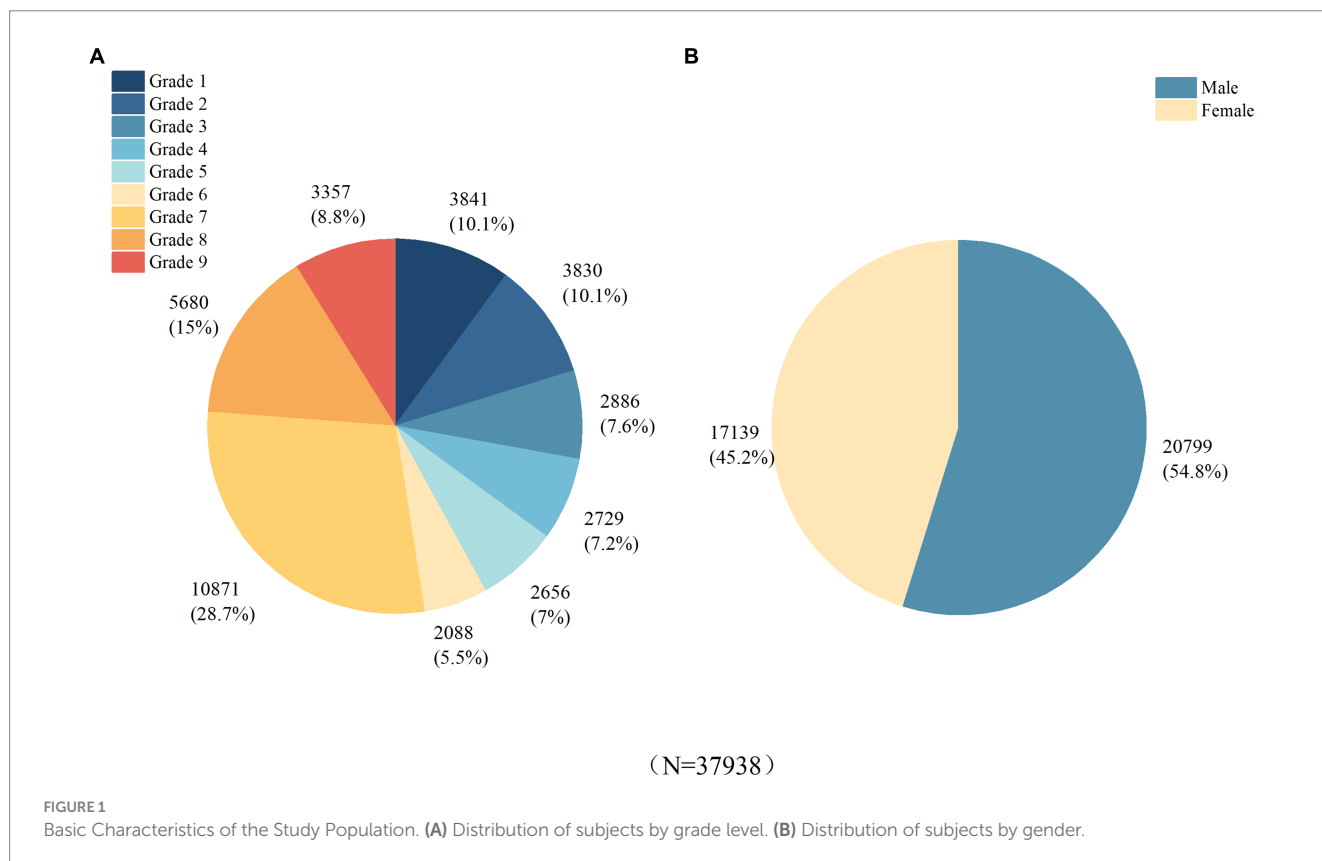 A
Grade 1
Grade 2
Grade 3
Grade 4
Grade 5
Grade 6
Grade 7
Grade 8
Grade 9
3841
(10.1%)
3830
(10.1%)
2886
(7.6%)
2729
(7.2%)
2656
(7%)
2088
(5.5%)
10871
(28.7%)
5680
(15%)
3357
(8.8%)
B
Male
Female
17139
(45.2%)
20799
(54.8%)
（N=37938）
FIGURE 1
Basic Characteristics of the Study Population. (A) Distribution of subjects by grade level. (B) Distribution of subjects by gender.